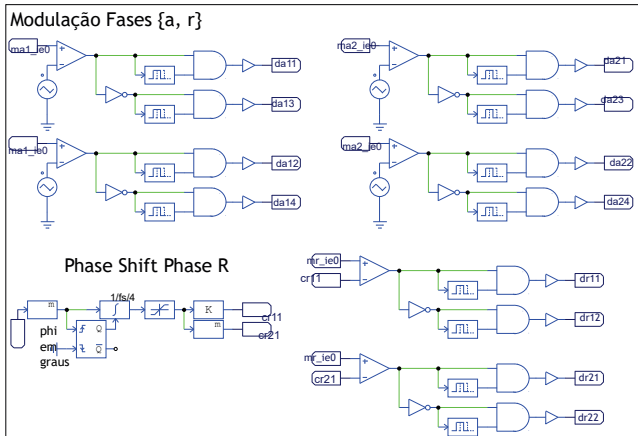 Modulação Fases {a, r}
ma1_ie0
da11
da13
ma2_ie0
da21
da23
ma1_ie0
da12
da14
ma2_ie0
da22
da24
Phase Shift Phase R
m
1/fs/4
K
cr11
m
cr21
Q
Q
phi
em
graus
mr_ie0
cr11
dr11
dr12
mr_ie0
cr21
dr21
dr22